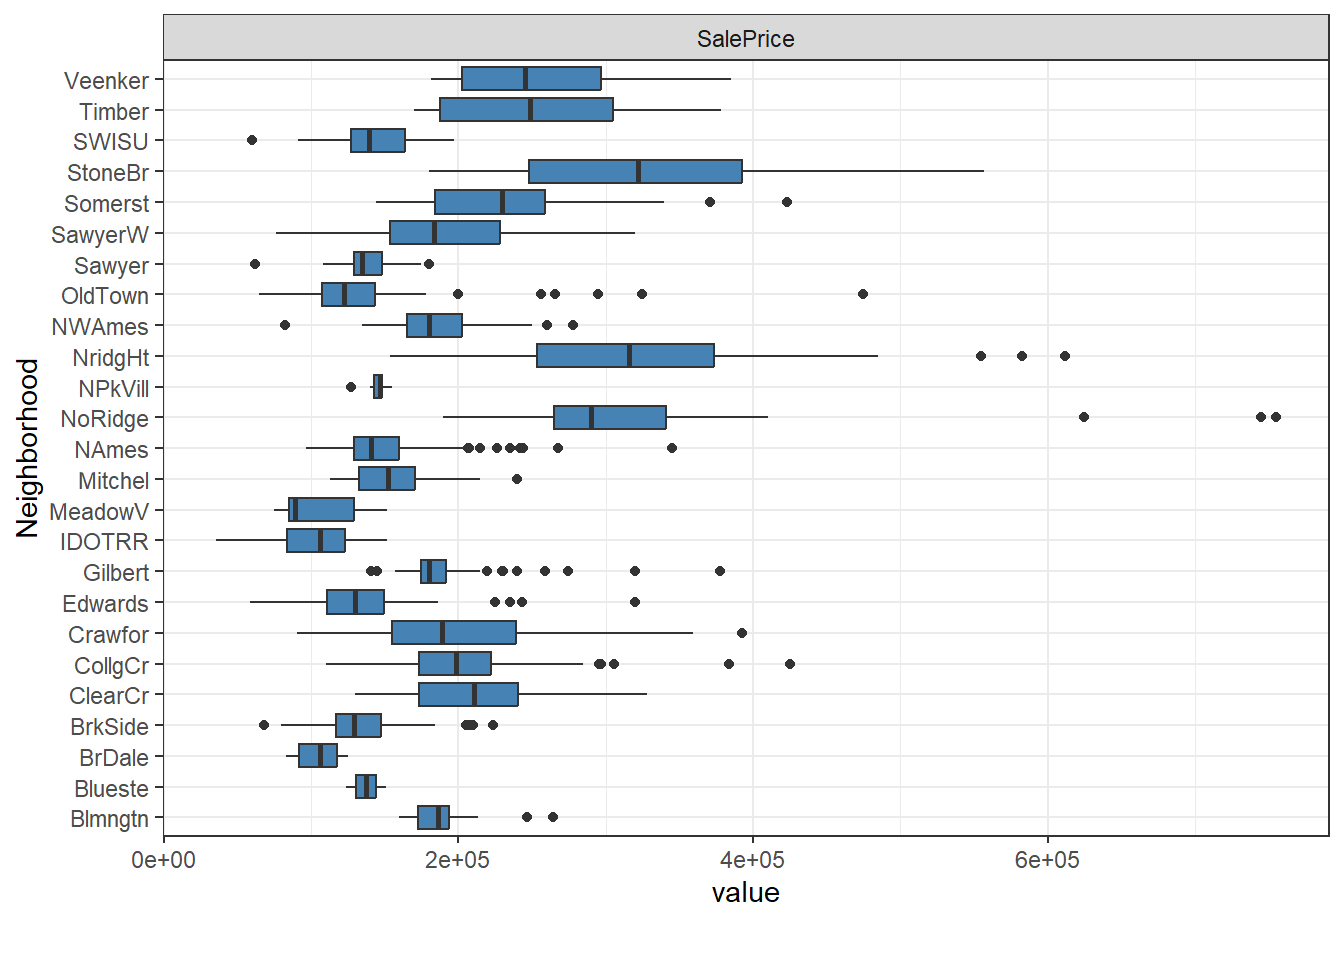 SalePrice
Veenker
Timber
SWISU
StoneBr
Somerst
SawyerW
Sawyer
OldTown
NWAmes
NridgHt
NPkVill
NoRidge
NAmes
Mitchel
MeadowV
IDOTRR
Gilbert
Edwards
Crawfor
CollgCr
ClearCr
BrkSide
BrDale
Blueste
Blmngtn
Neighborhood
0e+00 2e+05 4e+05 6e+05
value